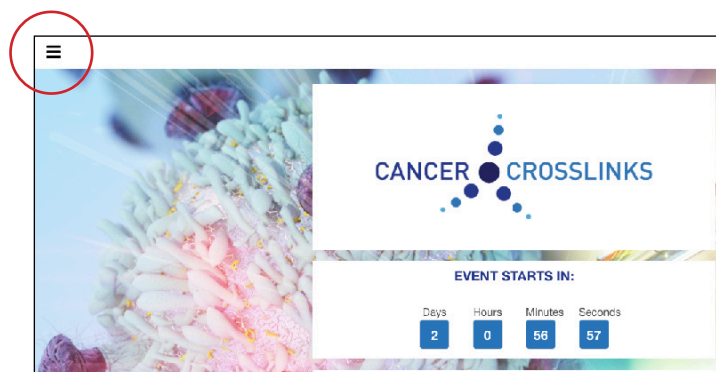 CANCER CROSSLINKS
EVENT STARTS IN:
Days Hours Minutes Seconds
2 0 56 57